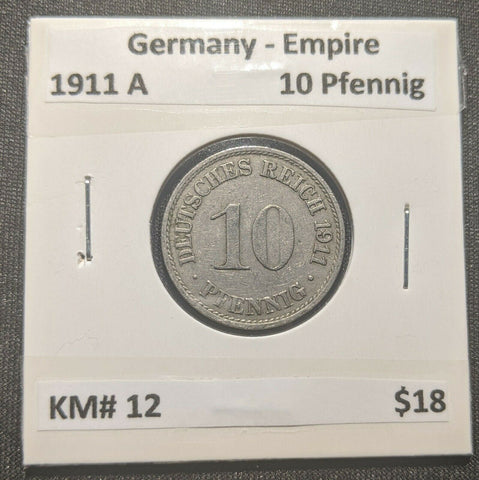 Germany - Empire
1911 A 10 Pfennig
DEUTSCHES REICH 1911
10
· PFENNIG ·
KM# 12 $18